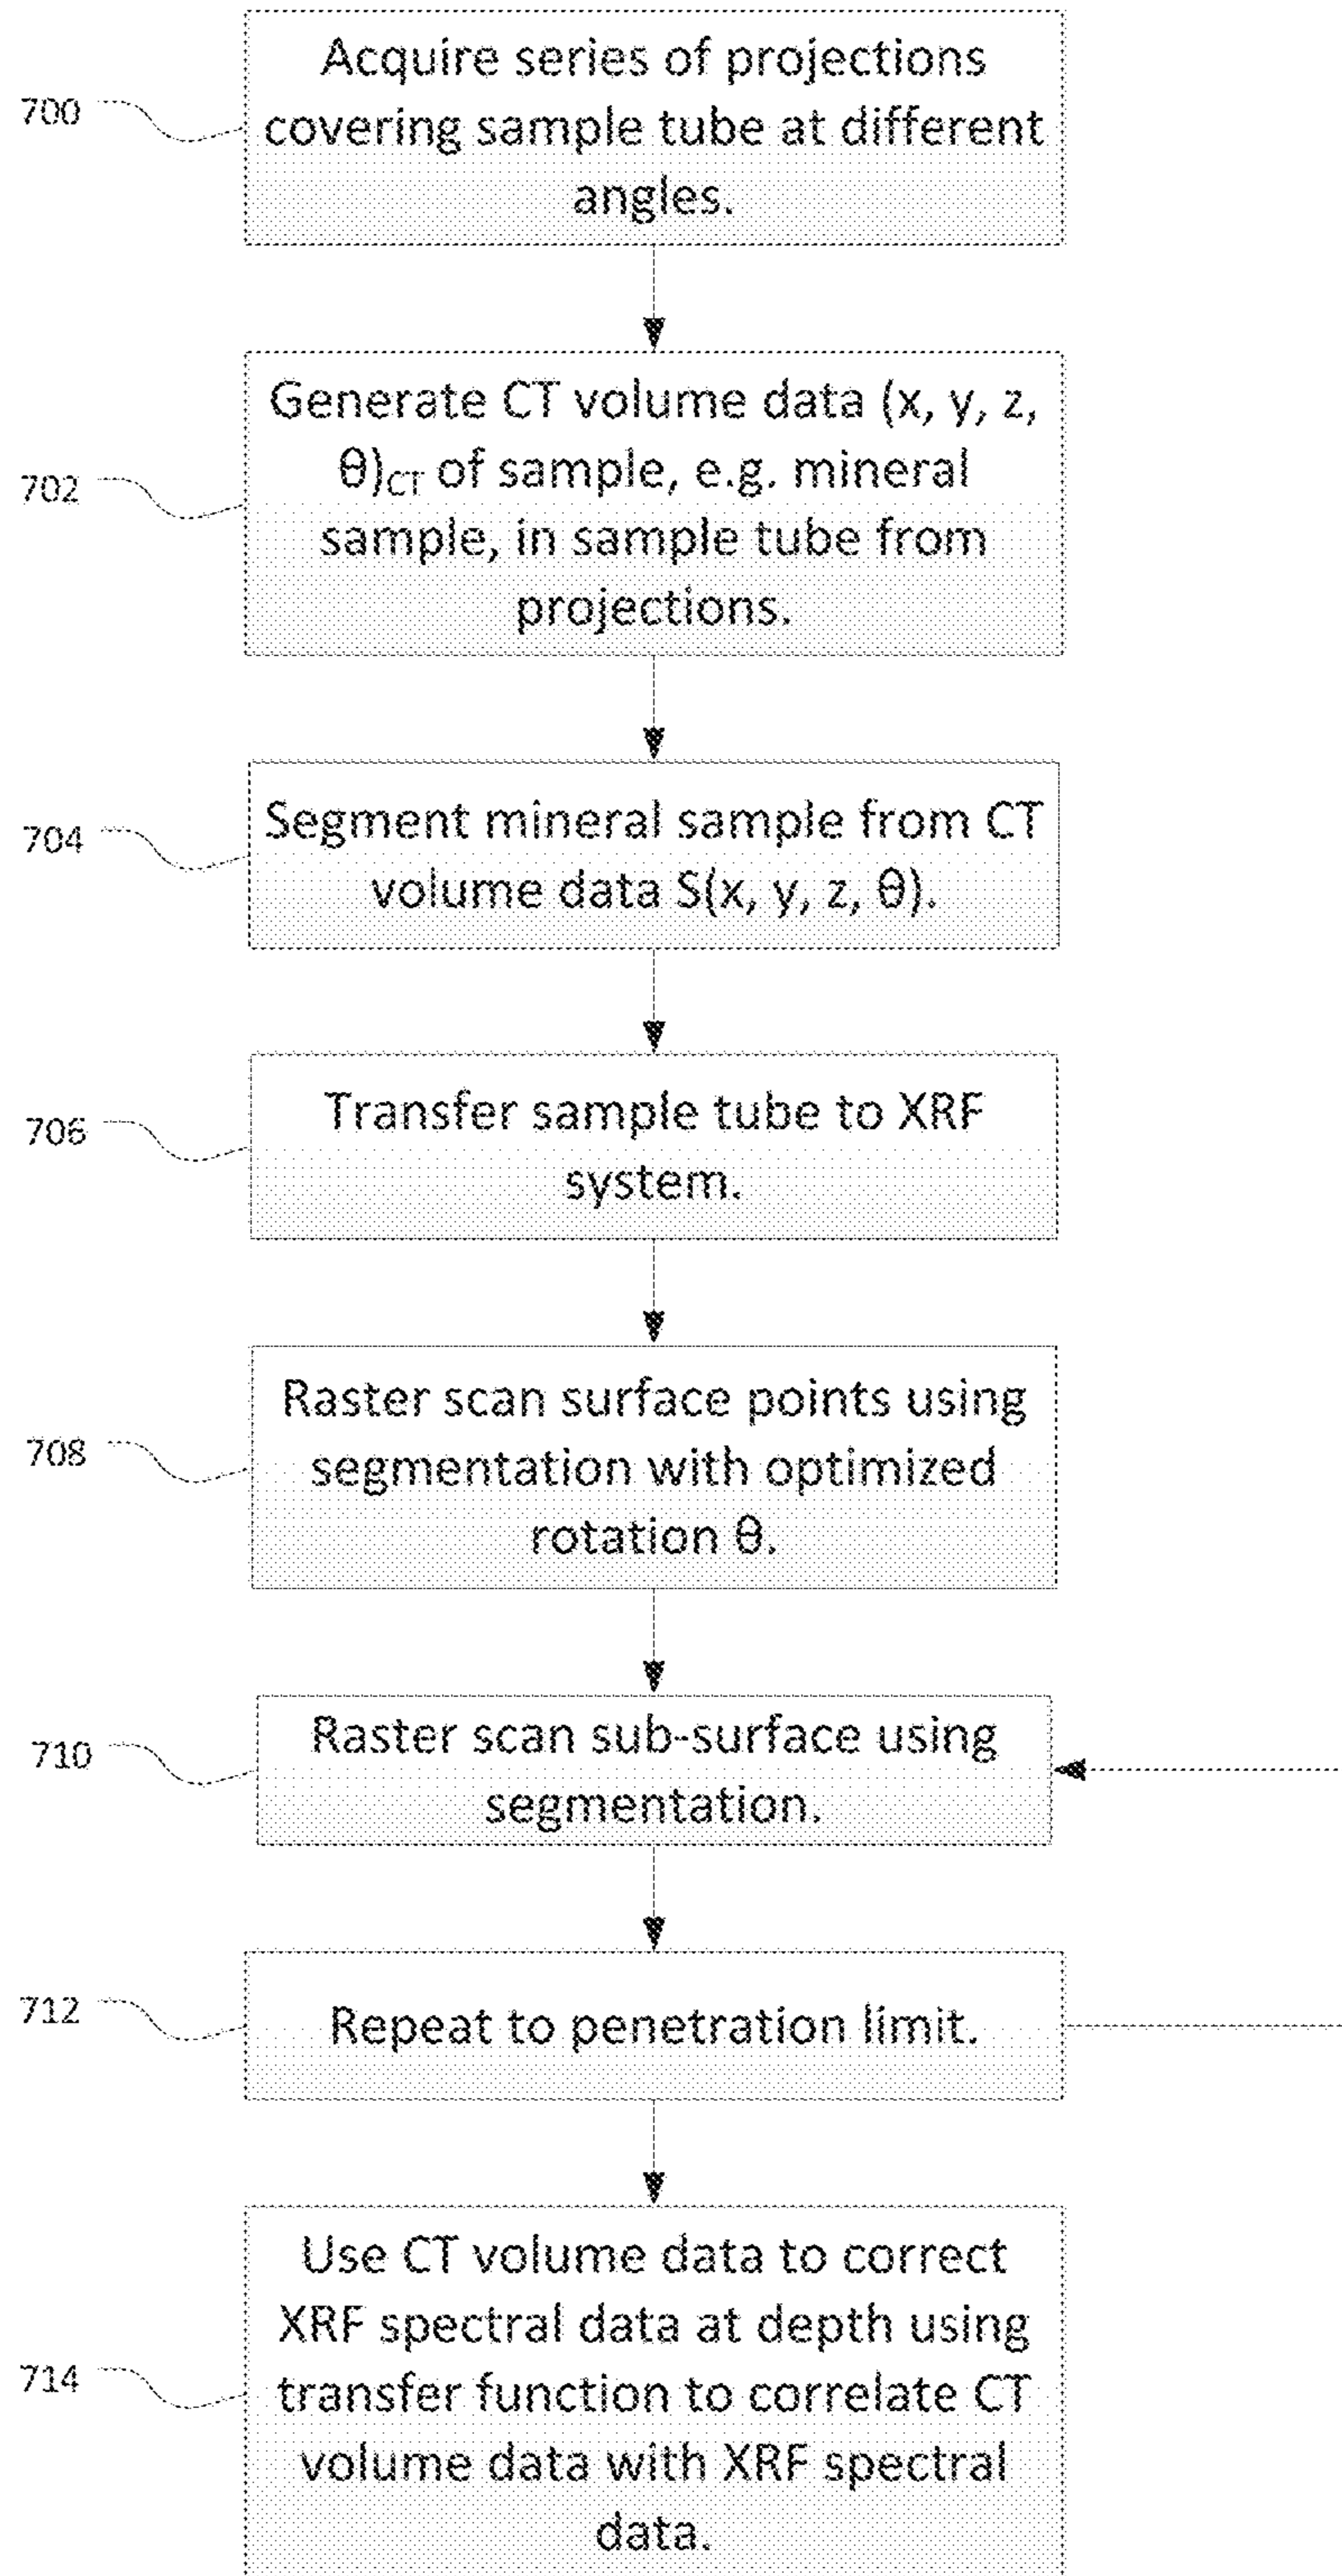 700
Acquire series of projections
covering sample tube at different
angles.
702
Generate CT volume data (x, y, z,
θ)CT of sample, e.g. mineral
sample, in sample tube from
projections.
704
Segment mineral sample from CT
volume data S(x, y, z, θ).
706
Transfer sample tube to XRF
system.
708
Raster scan surface points using
segmentation with optimized
rotation θ.
710
Raster scan sub-surface using
segmentation.
712
Repeat to penetration limit.
714
Use CT volume data to correct
XRF spectral data at depth using
transfer function to correlate CT
volume data with XRF spectral
data.